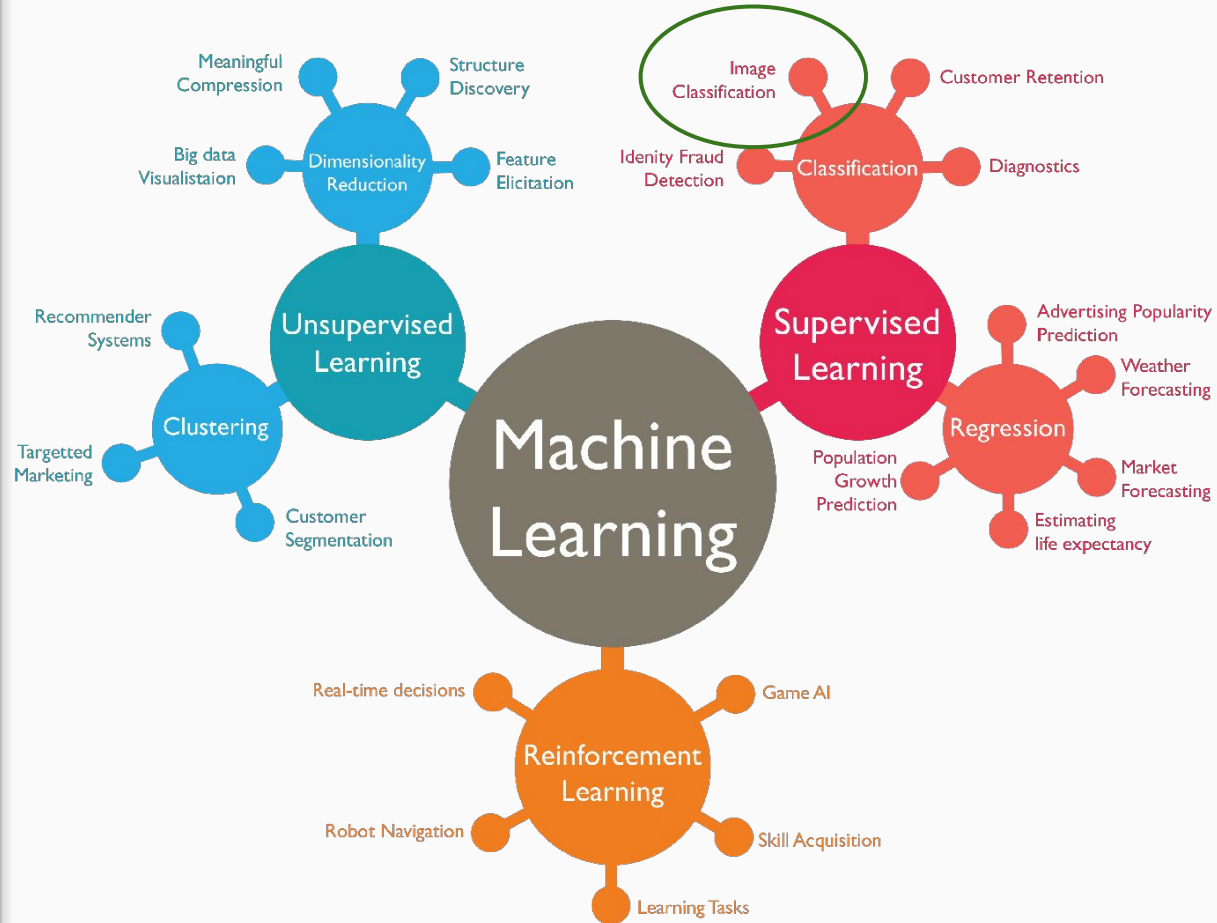 Meaningful
Compression
Structure
Discovery
Big data
Visualistaion
Dimensionality
Reduction
Feature
Elicitation
Image
Classification
Customer Retention
Idenity Fraud
Detection
Classification
Diagnostics
Unsupervised
Learning
Recommender
Systems
Clustering
Targetted
Marketing
Customer
Segmentation
Supervised
Learning
Advertising Popularity
Prediction
Weather
Forecasting
Regression
Population
Growth
Prediction
Market
Forecasting
Estimating
life expectancy
Machine
Learning
Real-time decisions
Game AI
Reinforcement
Learning
Robot Navigation
Skill Acquisition
Learning Tasks